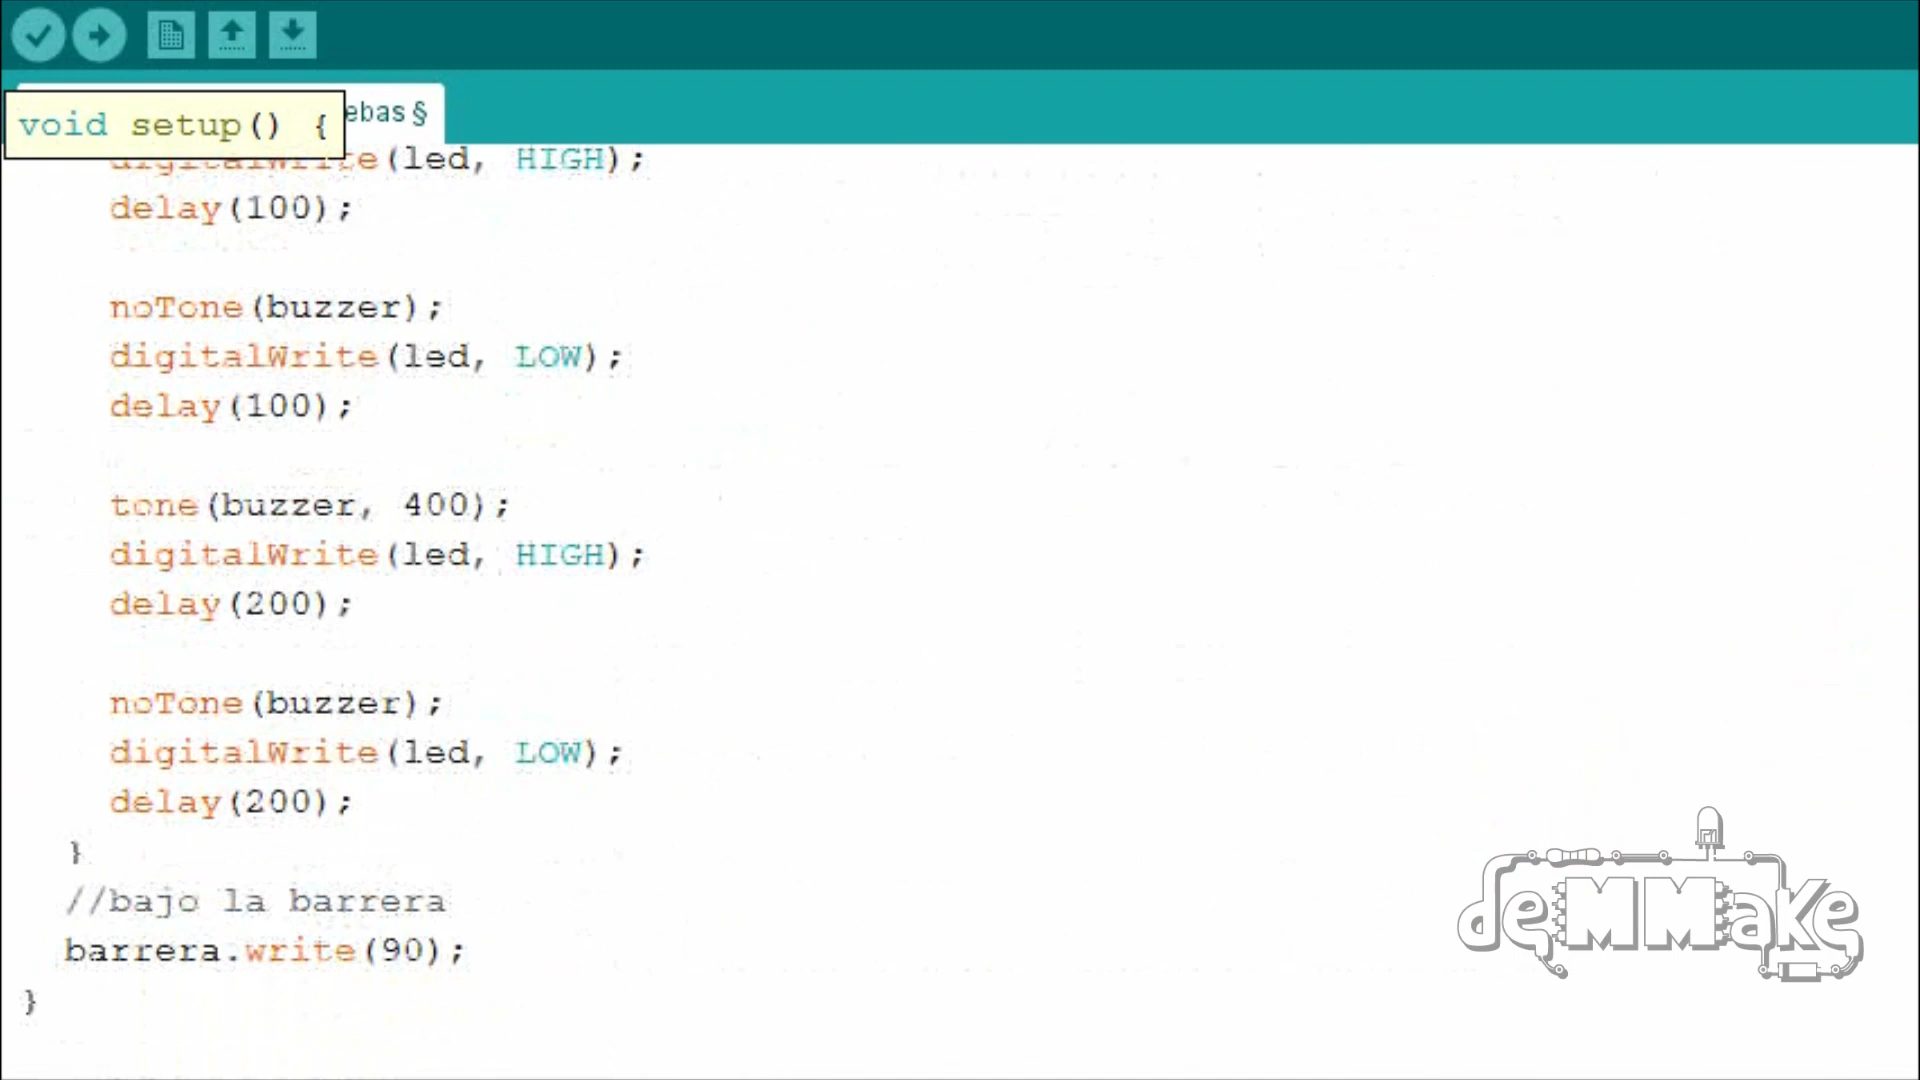 ebas §
void setup() {
digitalWrite(led, HIGH);
delay(100);
noTone(buzzer);
digitalWrite(led, LOW);
delay(100);
tone(buzzer, 400);
digitalWrite(led, HIGH);
delay(200);
noTone(buzzer);
digitalWrite(led, LOW);
delay(200);
}
//bajo la barrera
barrera.write(90);
}
deMMaKe